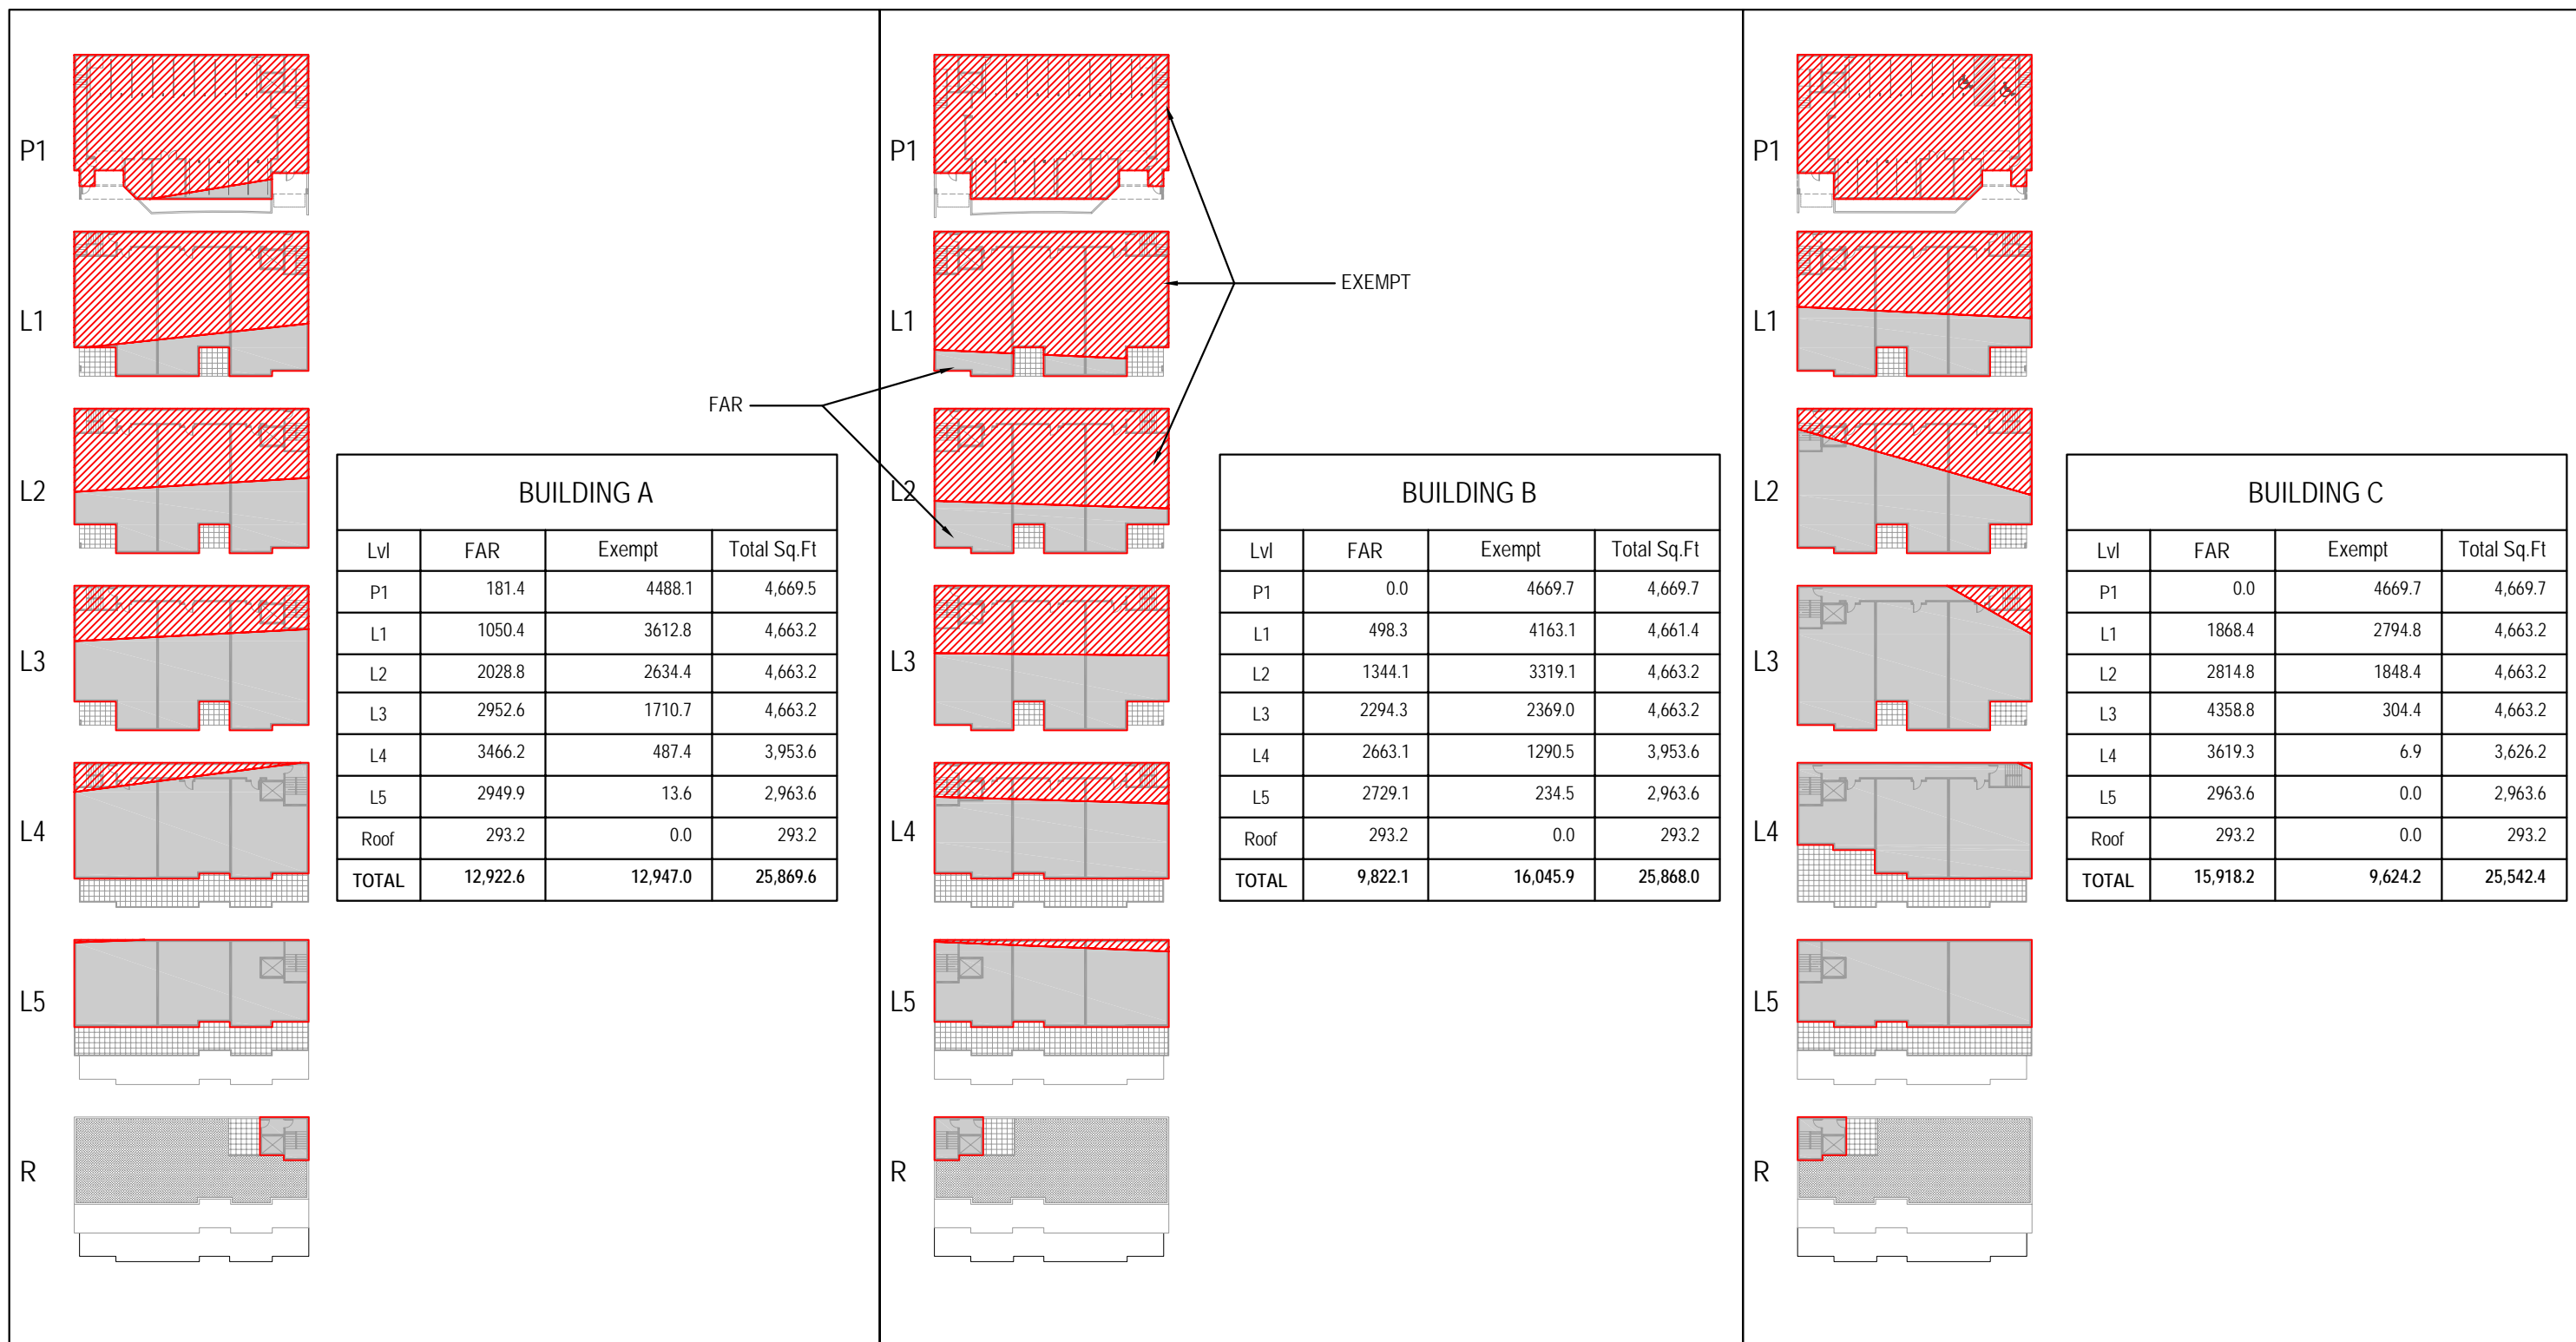 P1
L1
L2
L3
L4
L5
R
BUILDING A
Lvl FAR Exempt Total Sq.Ft
P1 181.4 4488.1 4,669.5
L1 1050.4 3612.8 4,663.2
L2 2028.8 2634.4 4,663.2
L3 2952.6 1710.7 4,663.2
L4 3466.2 487.4 3,953.6
L5 2949.9 13.6 2,963.6
Roof 293.2 0.0 293.2
TOTAL 12,922.6 12,947.0 25,869.6
FAR
EXEMPT
P1
L1
L2
L3
L4
L5
R
BUILDING B
Lvl FAR Exempt Total Sq.Ft
P1 0.0 4669.7 4,669.7
L1 498.3 4163.1 4,661.4
L2 1344.1 3319.1 4,663.2
L3 2294.3 2369.0 4,663.2
L4 2663.1 1290.5 3,953.6
L5 2729.1 234.5 2,963.6
Roof 293.2 0.0 293.2
TOTAL 9,822.1 16,045.9 25,868.0
P1
L1
L2
L3
L4
L5
R
BUILDING C
Lvl FAR Exempt Total Sq.Ft
P1 0.0 4669.7 4,669.7
L1 1868.4 2794.8 4,663.2
L2 2814.8 1848.4 4,663.2
L3 4358.8 304.4 4,663.2
L4 3619.3 6.9 3,626.2
L5 2963.6 0.0 2,963.6
Roof 293.2 0.0 293.2
TOTAL 15,918.2 9,624.2 25,542.4